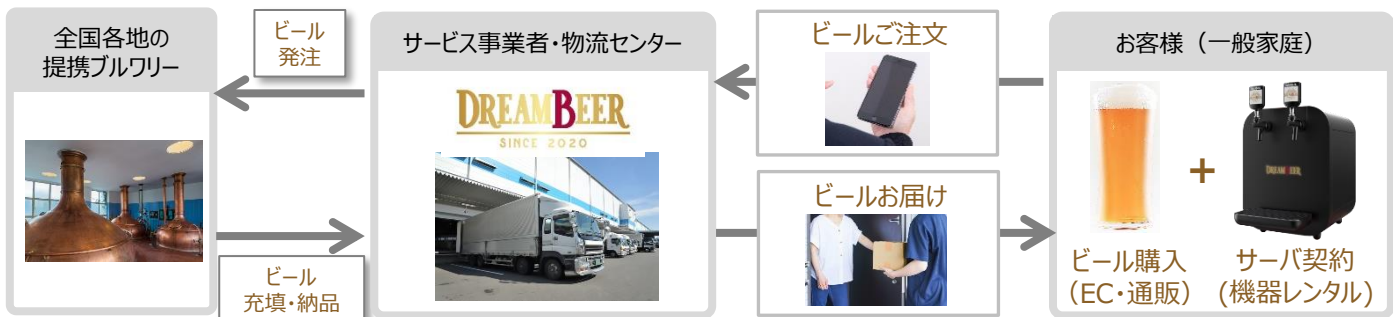 全国各地の
提携ブルワリー
ビール
発注
ビール
充填・納品
サービス事業者・物流センター
DREAMBEER
SINCE 2020
ビールご注文
ビールお届け
お客様（一般家庭）
DREAMBEER
+
ビール購入
（EC・通販）
サーバ契約
(機器レンタル)